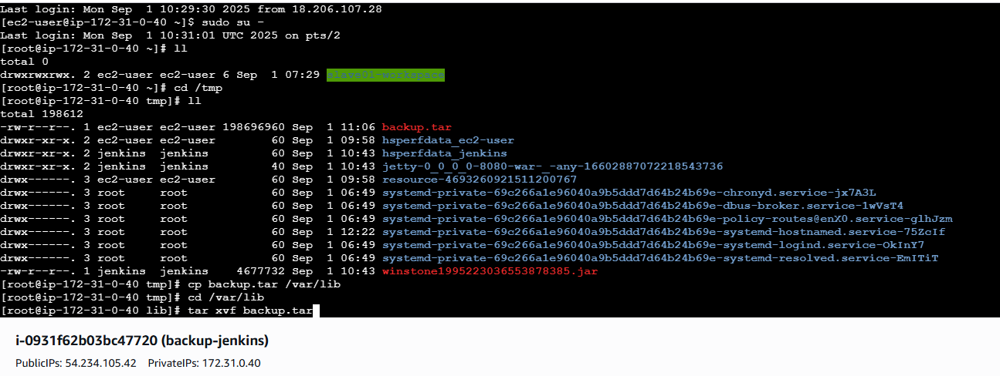 Last login: Mon Sep  1 10:29:30 2025 from 18.206.107.28
[ec2-user@ip-172-31-0-40 ~]$ sudo su -
Last login: Mon Sep  1 10:31:01 UTC 2025 on pts/2
[root@ip-172-31-0-40 ~]# ll
total 0
drwxrwxrwx. 2 ec2-user ec2-user 6 Sep  1 07:29 slave01-workspace
[root@ip-172-31-0-40 ~]# cd /tmp
[root@ip-172-31-0-40 tmp]# ll
total 198612
-rw-r--r--. 1 ec2-user ec2-user 198696960 Sep  1 11:06 backup.tar
drwxr-xr-x. 2 ec2-user ec2-user        60 Sep  1 09:58 hsperfdata_ec2-user
drwxr-xr-x. 2 jenkins  jenkins         60 Sep  1 10:43 hsperfdata_jenkins
drwxr-xr-x. 2 jenkins  jenkins         40 Sep  1 10:43 jetty-0_0_0_0-8080-war-_-any-16602887072218543736
drwx------. 3 ec2-user ec2-user        60 Sep  1 09:58 resource-4693260921511200767
drwx------. 3 root     root            60 Sep  1 06:49 systemd-private-69c266a1e96040a9b5ddd7d64b24b69e-chronyd.service-jx7A3L
drwx------. 3 root     root            60 Sep  1 06:49 systemd-private-69c266a1e96040a9b5ddd7d64b24b69e-dbus-broker.service-1wVsT4
drwx------. 3 root     root            60 Sep  1 06:49 systemd-private-69c266a1e96040a9b5ddd7d64b24b69e-policy-routes@enX0.service-glhJzm
drwx------. 3 root     root            60 Sep  1 12:22 systemd-private-69c266a1e96040a9b5ddd7d64b24b69e-systemd-hostnamed.service-75ZcIf
drwx------. 3 root     root            60 Sep  1 06:49 systemd-private-69c266a1e96040a9b5ddd7d64b24b69e-systemd-logind.service-OkInY7
drwx------. 3 root     root            60 Sep  1 06:49 systemd-private-69c266a1e96040a9b5ddd7d64b24b69e-systemd-resolved.service-EmITiT
-rw-r--r--. 1 jenkins  jenkins    4677732 Sep  1 10:43 winstone1995223036553878385.jar
[root@ip-172-31-0-40 tmp]# cp backup.tar /var/lib
[root@ip-172-31-0-40 tmp]# cd /var/lib
[root@ip-172-31-0-40 lib]# tar xvf backup.tar
i-0931f62b03bc47720 (backup-jenkins)
PublicIPs: 54.234.105.42    PrivateIPs: 172.31.0.40